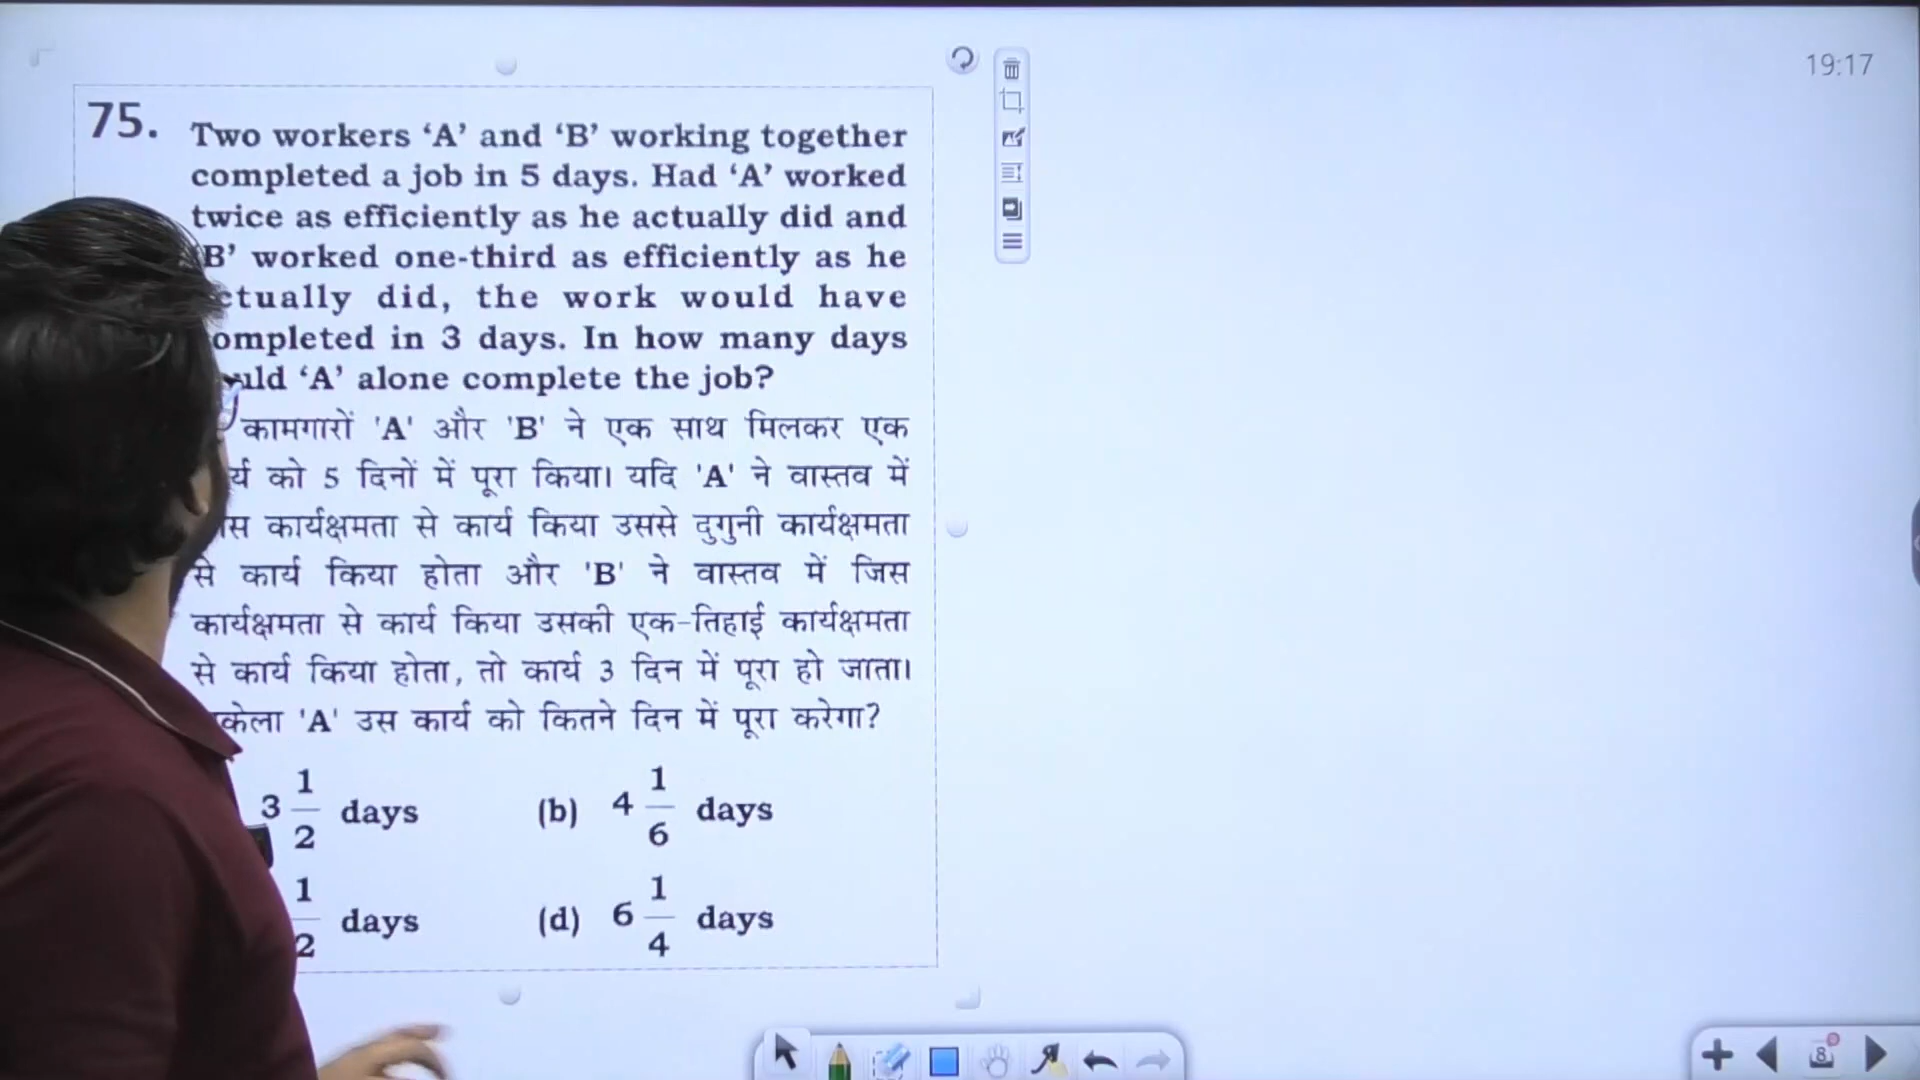 19:17
75.
Two workers ‘A’ and ‘B’ working together
completed a job in 5 days. Had ‘A’ worked
twice as efficiently as he actually did and
B’ worked one-third as efficiently as he
did, the work would have
in 3 days. In how many days
‘A’ alone complete the job?
कामगारों 'A' और 'B' ने एक साथ मिलकर एक
को 5 दिनों में पूरा किया। यदि 'A' ने वास्तव में
कार्यक्षमता से कार्य किया उससे दुगुनी कार्यक्षमता
से कार्य किया होता और 'B' ने वास्तव में जिस
कार्यक्षमता से कार्य किया उसकी एक-तिहाई कार्यक्षमता
से कार्य किया होता, तो कार्य 3 दिन में पूरा हो जाता।
'A' उस कार्य को कितने दिन में पूरा करेगा?
3 1/2 days (b) 4 1/6 days
1/2 days (d) 6 1/4 days
8